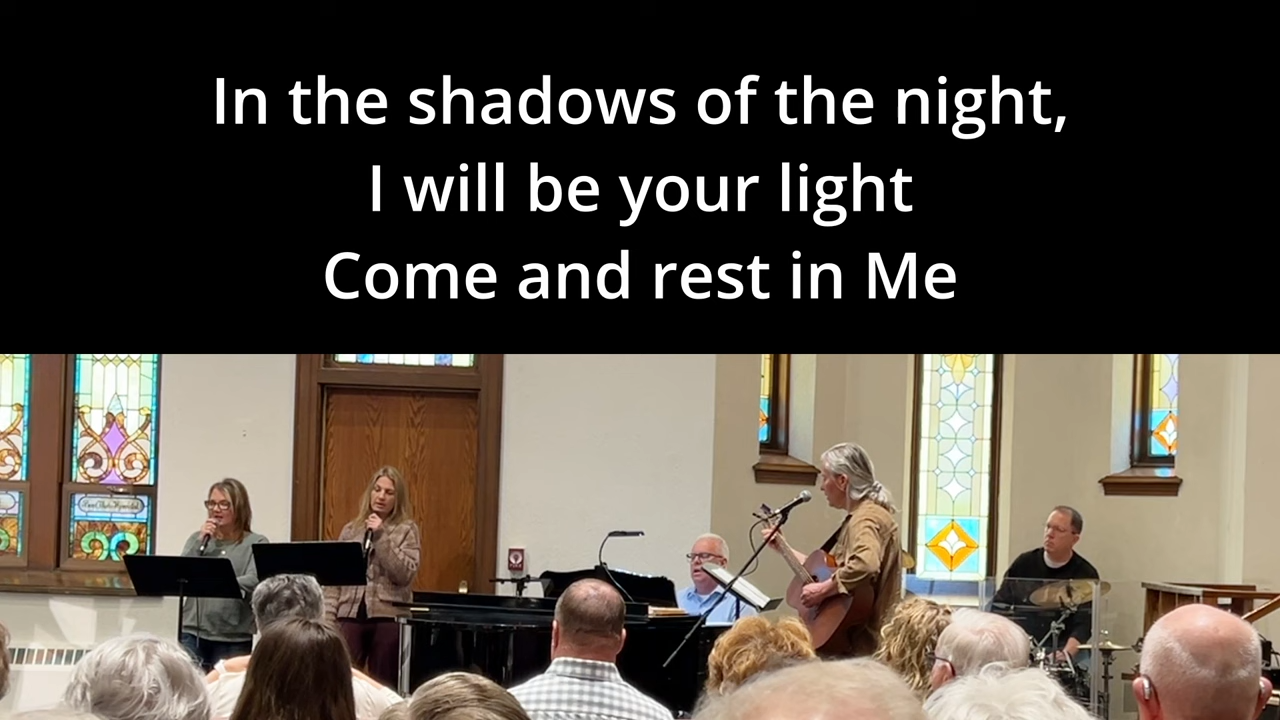 In the shadows of the night,
I will be your light
Come and rest in Me